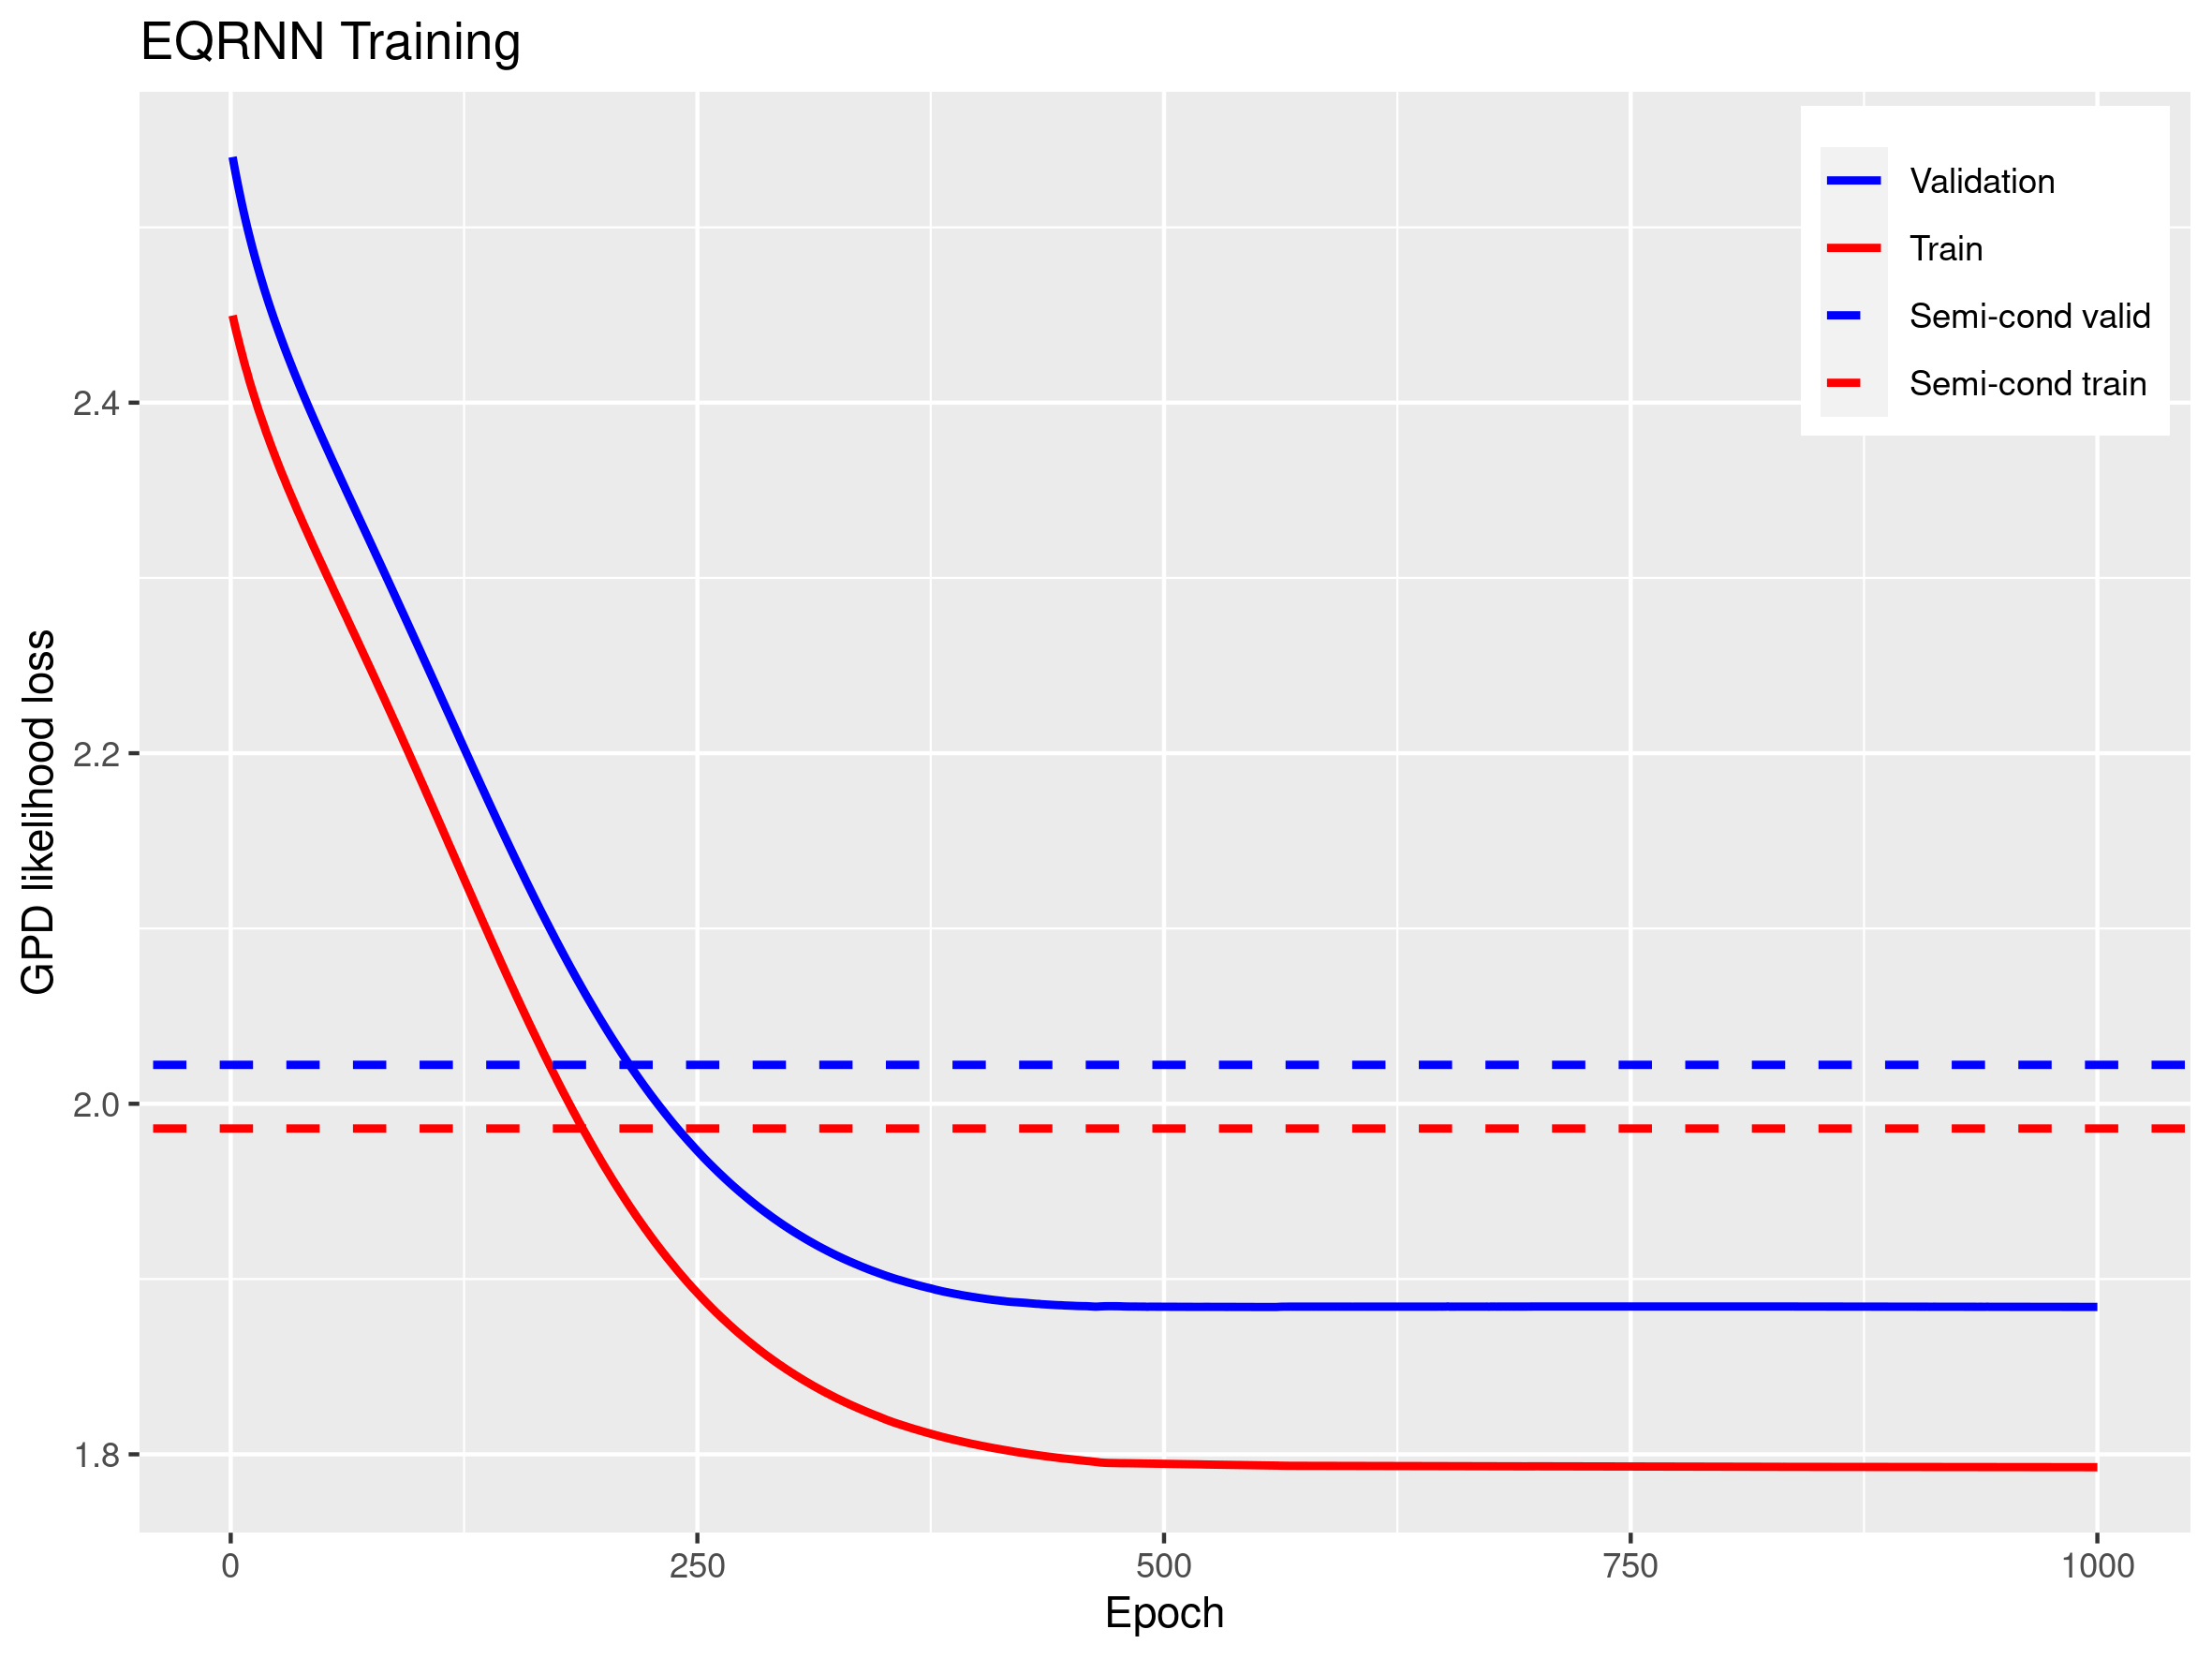 EQRNN Training
Validation
Train
Semi-cond valid
Semi-cond train
GPD likelihood loss
2.4
2.2
2.0
1.8
0 250 500 750 1000
Epoch